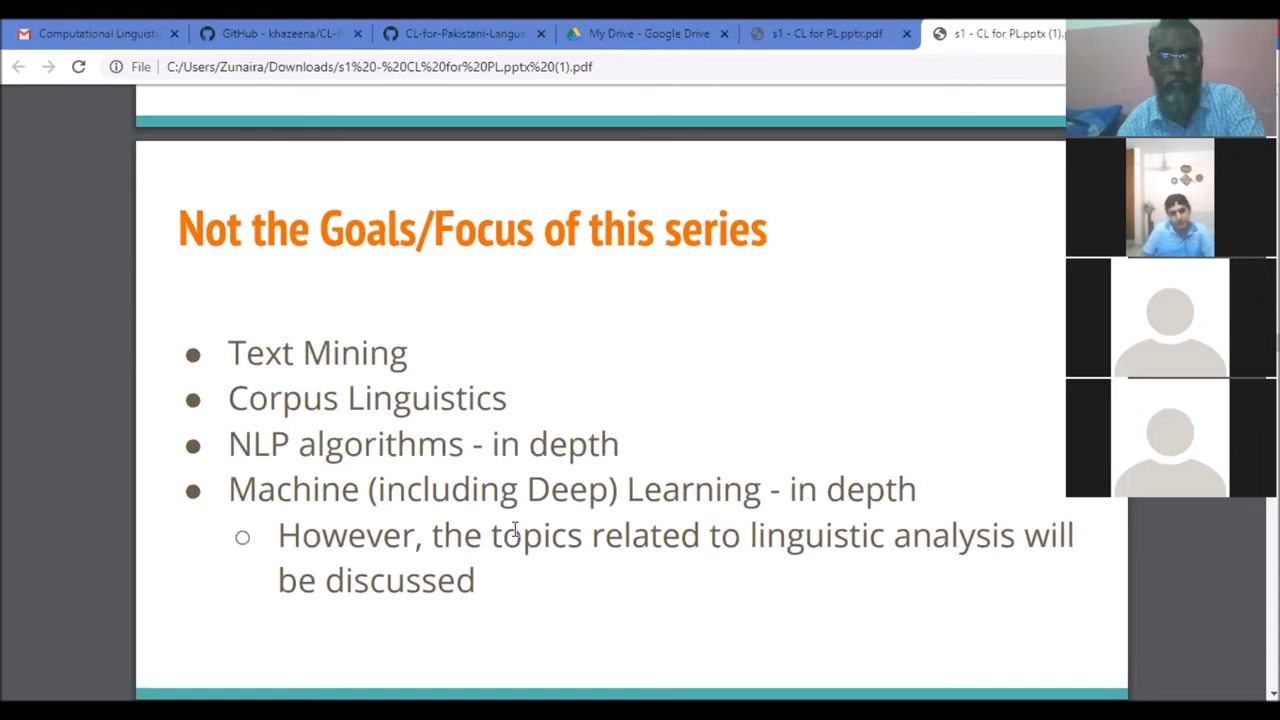 Computational Linguisti
GitHub - khazeena/CL-f
CL-for-Pakistani-Langua
My Drive - Google Drive
s1 - CL for PL.pptx.pdf
s1 - CL for PL.pptx (1).p
File
C:/Users/Zunaira/Downloads/s1%20-%20CL%20for%20PL.pptx%20(1).pdf
Not the Goals/Focus of this series
● Text Mining
● Corpus Linguistics
● NLP algorithms - in depth
● Machine (including Deep) Learning - in depth
○ However, the topics related to linguistic analysis will
be discussed